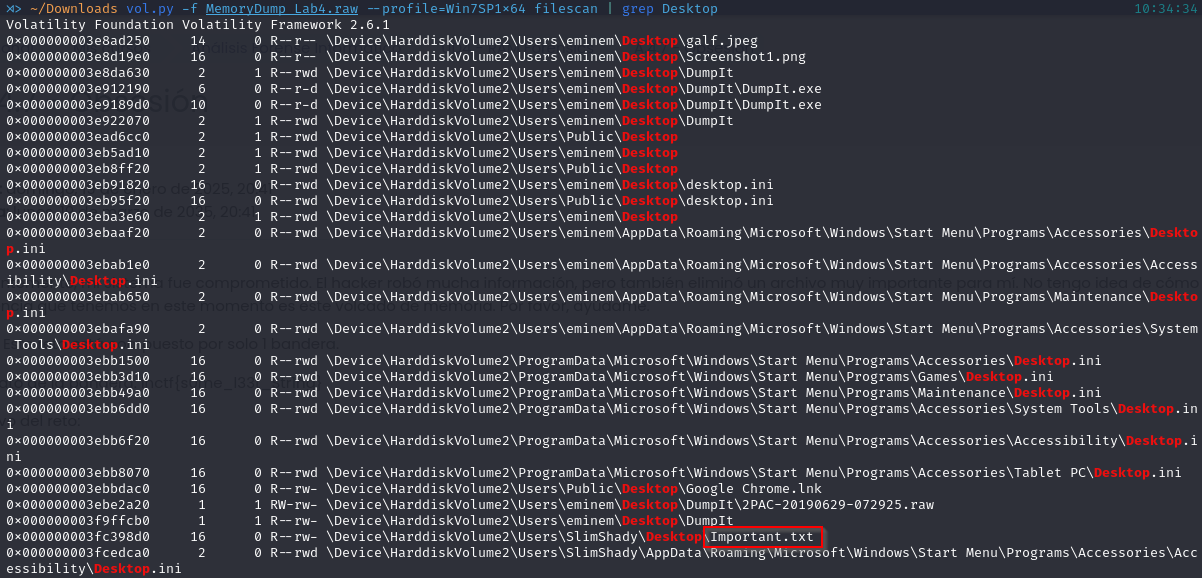 ⋊> ~/Downloads vol.py -f MemoryDump_Lab4.raw --profile=Win7SP1×64 filescan | grep Desktop 10:34:34
Volatility Foundation Volatility Framework 2.6.1
0×000000003e8ad250 14 0 R--r-- \Device\HarddiskVolume2\Users\eminem\Desktop\galf.jpeg
0×000000003e8d19e0 16 0 R--r-- \Device\HarddiskVolume2\Users\eminem\Desktop\Screenshot1.png
0×000000003e8da630 2 1 R--rwd \Device\HarddiskVolume2\Users\eminem\Desktop\DumpIt
0×000000003e912190 6 0 R--r-d \Device\HarddiskVolume2\Users\eminem\Desktop\DumpIt\DumpIt.exe
0×000000003e9189d0 10 0 R--r-d \Device\HarddiskVolume2\Users\eminem\Desktop\DumpIt\DumpIt.exe
0×000000003e922070 2 1 R--rwd \Device\HarddiskVolume2\Users\eminem\Desktop\DumpIt
0×000000003ead6cc0 2 1 R--rwd \Device\HarddiskVolume2\Users\Public\Desktop
0×000000003eb5ad10 2 1 R--rwd \Device\HarddiskVolume2\Users\eminem\Desktop
0×000000003eb8ff20 2 1 R--rwd \Device\HarddiskVolume2\Users\Public\Desktop
0×000000003eb91820 16 0 R--rwd \Device\HarddiskVolume2\Users\eminem\Desktop\desktop.ini
0×000000003eb95f20 16 0 R--rwd \Device\HarddiskVolume2\Users\Public\Desktop\desktop.ini
0×000000003eba3e60 2 1 R--rwd \Device\HarddiskVolume2\Users\eminem\Desktop
0×000000003ebaaf20 2 0 R--rwd \Device\HarddiskVolume2\Users\eminem\AppData\Roaming\Microsoft\Windows\Start Menu\Programs\Accessories\Deskto
p.ini
0×000000003ebab1e0 2 0 R--rwd \Device\HarddiskVolume2\Users\eminem\AppData\Roaming\Microsoft\Windows\Start Menu\Programs\Accessories\Access
ibility\Desktop.ini
0×000000003ebab650 2 0 R--rwd \Device\HarddiskVolume2\Users\eminem\AppData\Roaming\Microsoft\Windows\Start Menu\Programs\Maintenance\Deskto
p.ini
0×000000003ebafa90 2 0 R--rwd \Device\HarddiskVolume2\Users\eminem\AppData\Roaming\Microsoft\Windows\Start Menu\Programs\Accessories\System
Tools\Desktop.ini
0×000000003ebb1500 16 0 R--rwd \Device\HarddiskVolume2\ProgramData\Microsoft\Windows\Start Menu\Programs\Accessories\Desktop.ini
0×000000003ebb3d10 16 0 R--rwd \Device\HarddiskVolume2\ProgramData\Microsoft\Windows\Start Menu\Programs\Games\Desktop.ini
0×000000003ebb49a0 16 0 R--rwd \Device\HarddiskVolume2\ProgramData\Microsoft\Windows\Start Menu\Programs\Maintenance\Desktop.ini
0×000000003ebb6dd0 16 0 R--rwd \Device\HarddiskVolume2\ProgramData\Microsoft\Windows\Start Menu\Programs\Accessories\System Tools\Desktop.in
i
0×000000003ebb6f20 16 0 R--rwd \Device\HarddiskVolume2\ProgramData\Microsoft\Windows\Start Menu\Programs\Accessories\Accessibility\Desktop.i
ni
0×000000003ebb8070 16 0 R--rwd \Device\HarddiskVolume2\ProgramData\Microsoft\Windows\Start Menu\Programs\Accessories\Tablet PC\Desktop.ini
0×000000003ebbdac0 16 0 R--rw- \Device\HarddiskVolume2\Users\Public\Desktop\Google Chrome.lnk
0×000000003ebe2a20 1 1 RW-rw- \Device\HarddiskVolume2\Users\eminem\Desktop\DumpIt\2PAC-20190629-072925.raw
0×000000003f9ffcb0 1 1 R--rw- \Device\HarddiskVolume2\Users\eminem\Desktop\DumpIt
0×000000003fc398d0 16 0 R--rw- \Device\HarddiskVolume2\Users\SlimShady\Desktop\Important.txt
0×000000003fcedca0 2 0 R--rwd \Device\HarddiskVolume2\Users\SlimShady\AppData\Roaming\Microsoft\Windows\Start Menu\Programs\Accessories\Acc
essibility\Desktop.ini